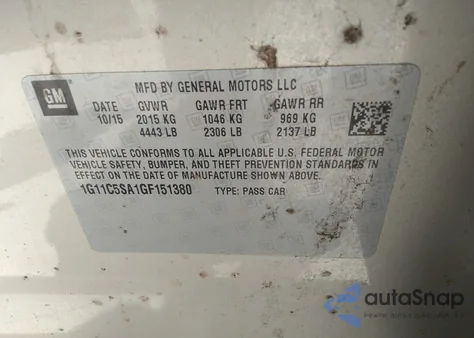 GM
MFD BY GENERAL MOTORS LLC
DATE GVWR GAWR FRT GAWR RR
10/15 2015 KG 1046 KG 969 KG
4443 LB 2306 LB 2137 LB
THIS VEHICLE CONFORMS TO ALL APPLICABLE U.S. FEDERAL MOTOR
VEHICLE SAFETY, BUMPER, AND THEFT PREVENTION STANDARDS IN
EFFECT ON THE DATE OF MANUFACTURE SHOWN ABOVE.
1G11C5SA1GF151380 TYPE: PASS CAR
autoSnap